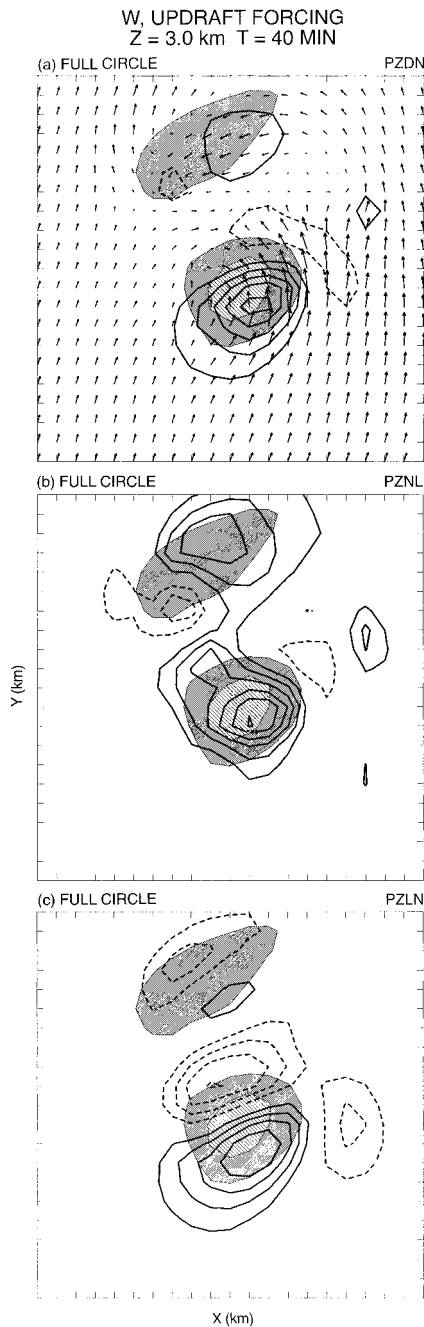 W, UPDRAFT FORCING
Z = 3.0 km T = 40 MIN
(a) FULL CIRCLE PZDN
(b) FULL CIRCLE PZNL
Y (km)
(c) FULL CIRCLE PZLN
X (km)